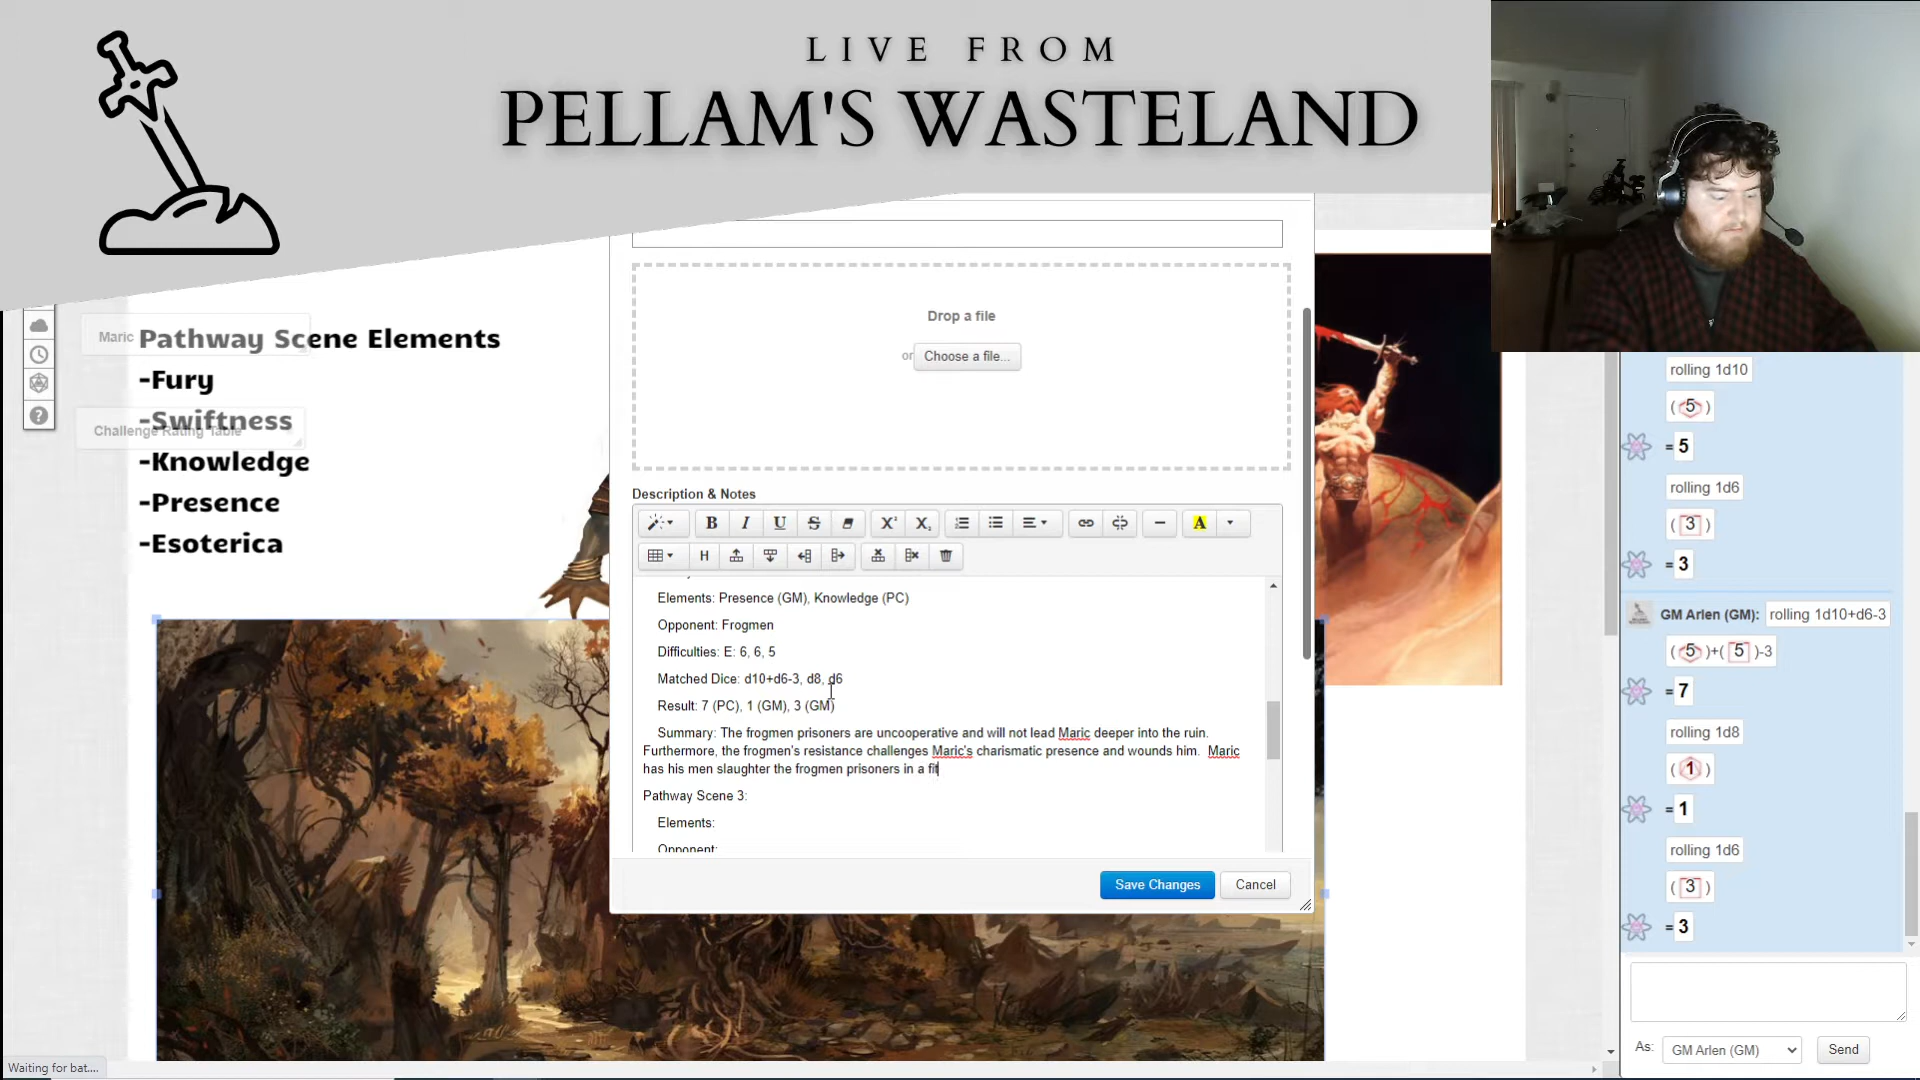 LIVE FROM
PELLAM'S WASTELAND
Maric
Pathway Scene Elements
-Fury
-Swiftness
Challenge Rating Table
-Knowledge
-Presence
-Esoterica
Drop a file
or Choose a file...
Description & Notes
B I U S X² X, A
H
Elements: Presence (GM), Knowledge (PC)
Opponent: Frogmen
Difficulties: E: 6, 6, 5
Matched Dice: d10+d6-3, d8, d6
Result: 7 (PC), 1 (GM), 3 (GM)
Summary: The frogmen prisoners are uncooperative and will not lead Maric deeper into the ruin.
Furthermore, the frogmen's resistance challenges Maric's charismatic presence and wounds him. Maric
has his men slaughter the frogmen prisoners in a fit
Pathway Scene 3:
Elements:
Opponent:
Save Changes Cancel
rolling 1d10
(5)
=5
rolling 1d6
(3)
=3
GM Arlen (GM): rolling 1d10+d6-3
(5)+(5)-3
=7
rolling 1d8
(1)
=1
rolling 1d6
(3)
=3
As: GM Arlen (GM) Send
Waiting for bat....